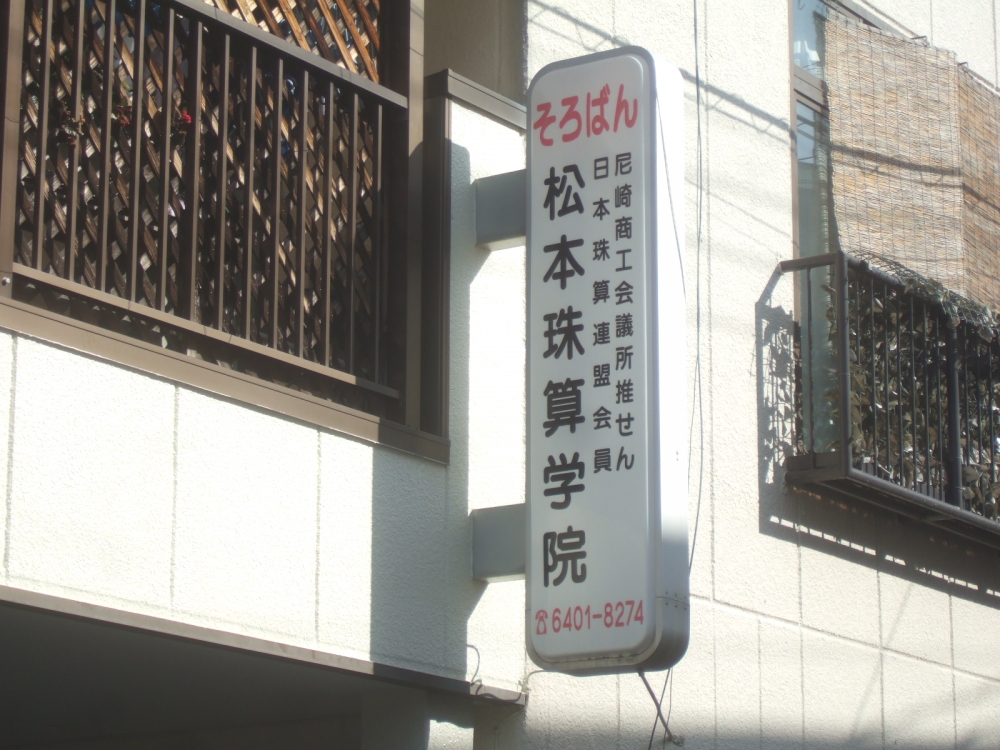 そろばん
尼崎商工会議所推せん
日本珠算連盟会員
松本珠算学院
☎6401-8274